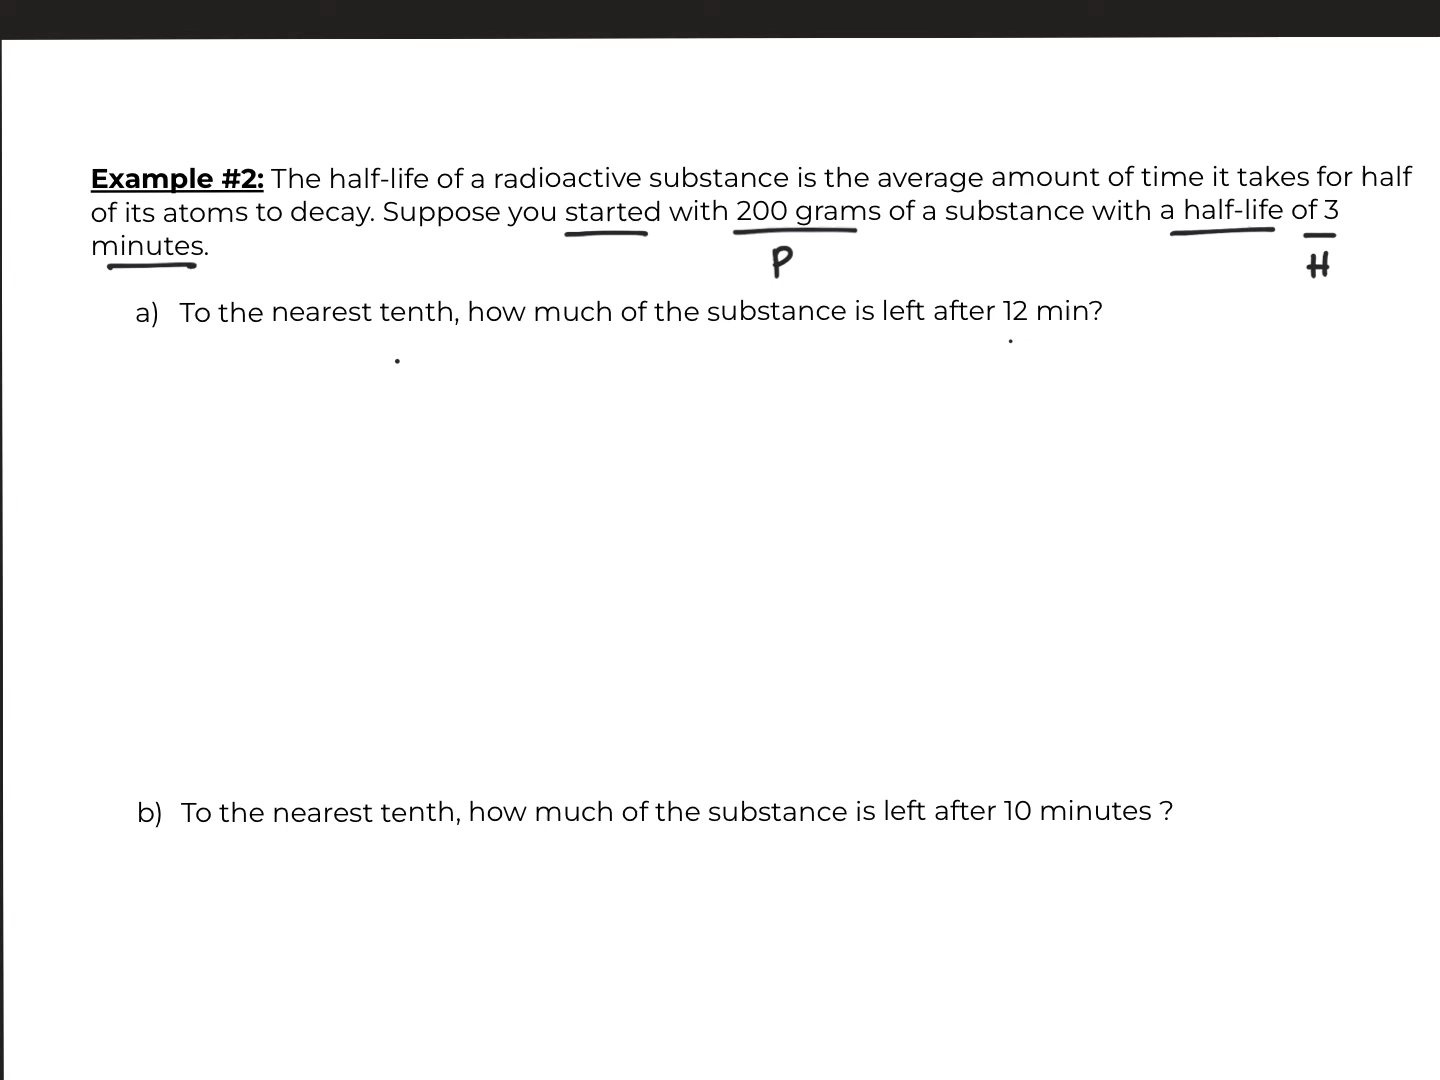 Example #2: The half-life of a radioactive substance is the average amount of time it takes for half
of its atoms to decay. Suppose you started with 200 grams of a substance with a half-life of 3
minutes.
P H
a) To the nearest tenth, how much of the substance is left after 12 min?
b) To the nearest tenth, how much of the substance is left after 10 minutes ?